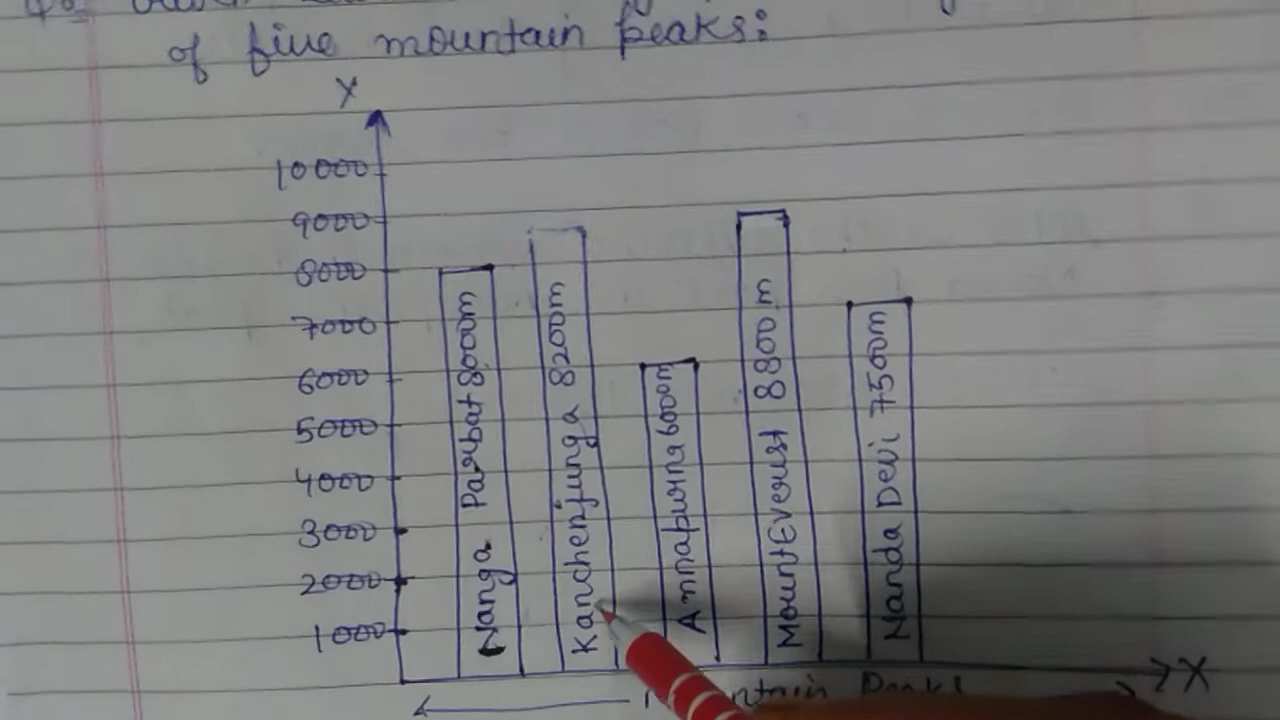 of five mountain peaks:
Y
10000
9000
8000
7000
6000
5000
4000
3000
2000
1000
Nanga Parbat 8000m
Kanchenjunga 8200m
Annapurna 6000m
Mount Everest 8800m
Nanda Devi 7500m
X